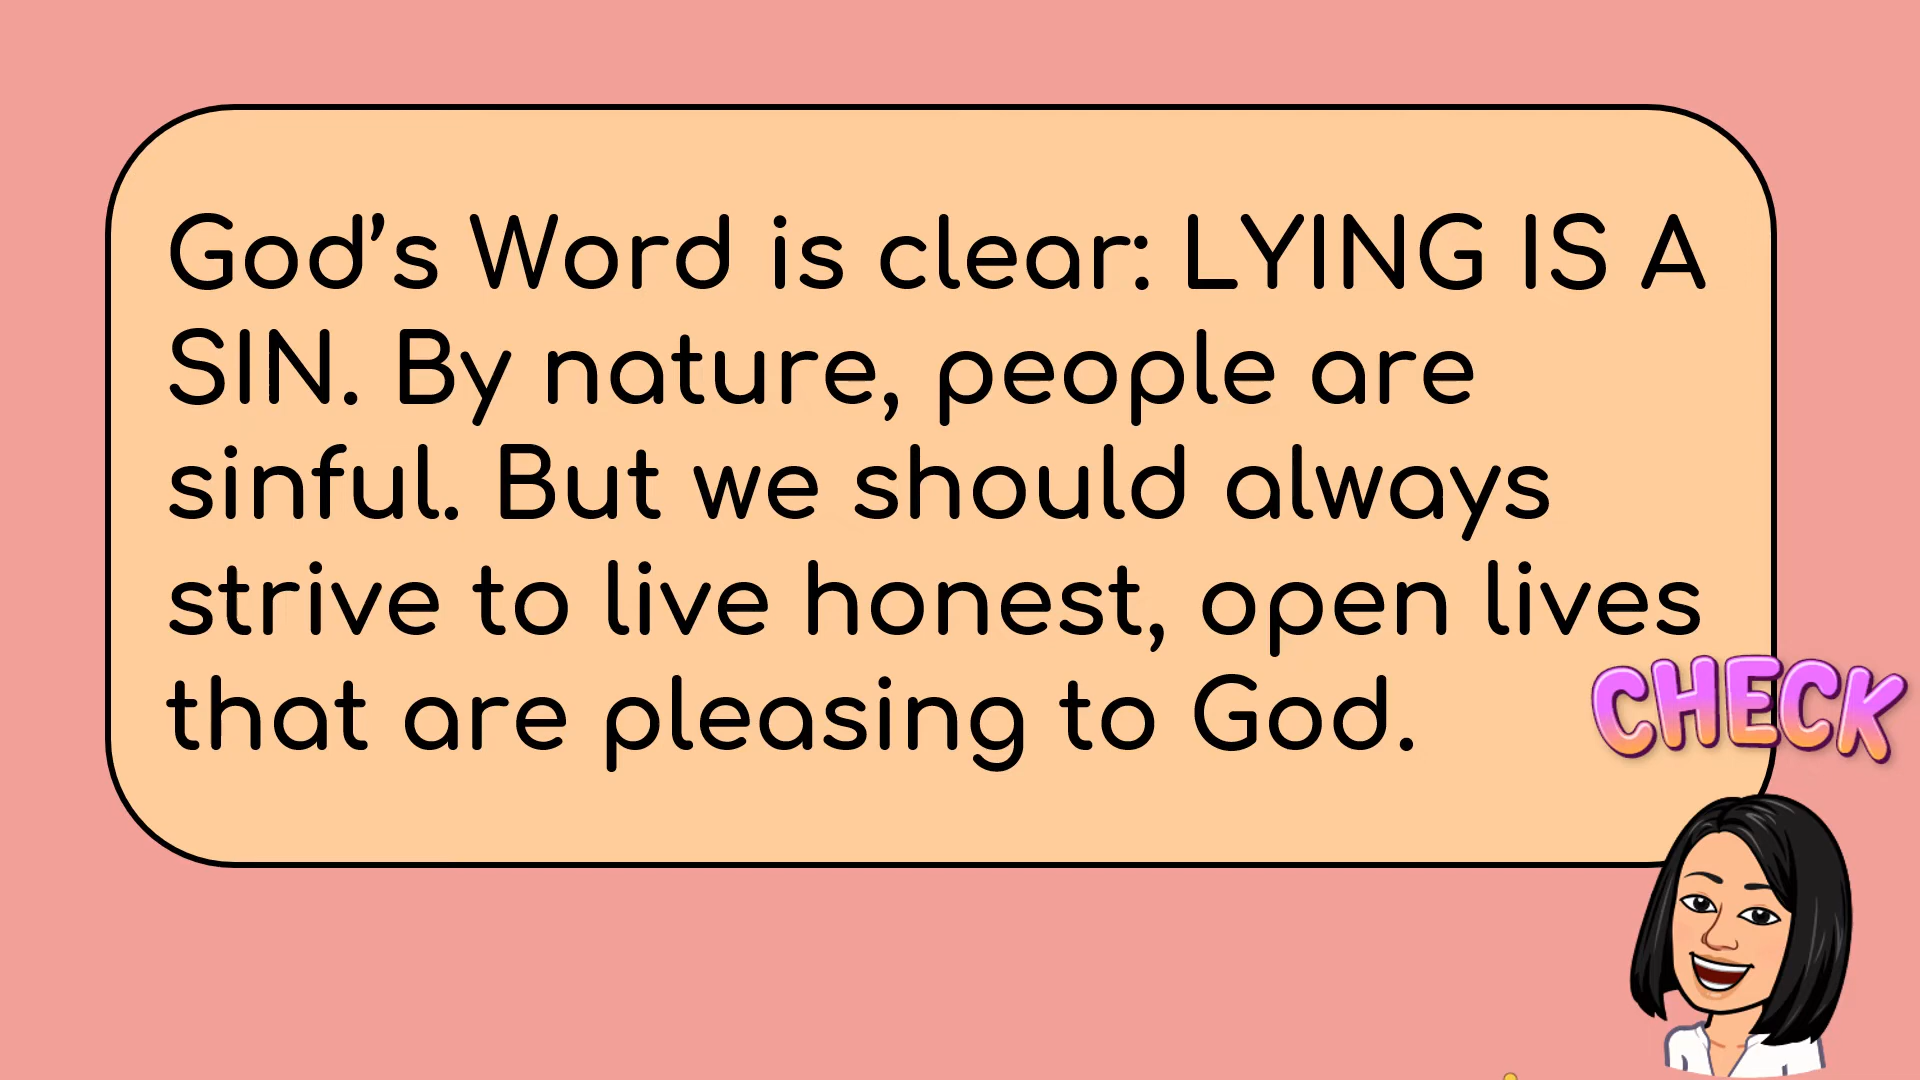 God’s Word is clear: LYING IS A
SIN. By nature, people are
sinful. But we should always
strive to live honest, open lives
that are pleasing to God.
CHECK